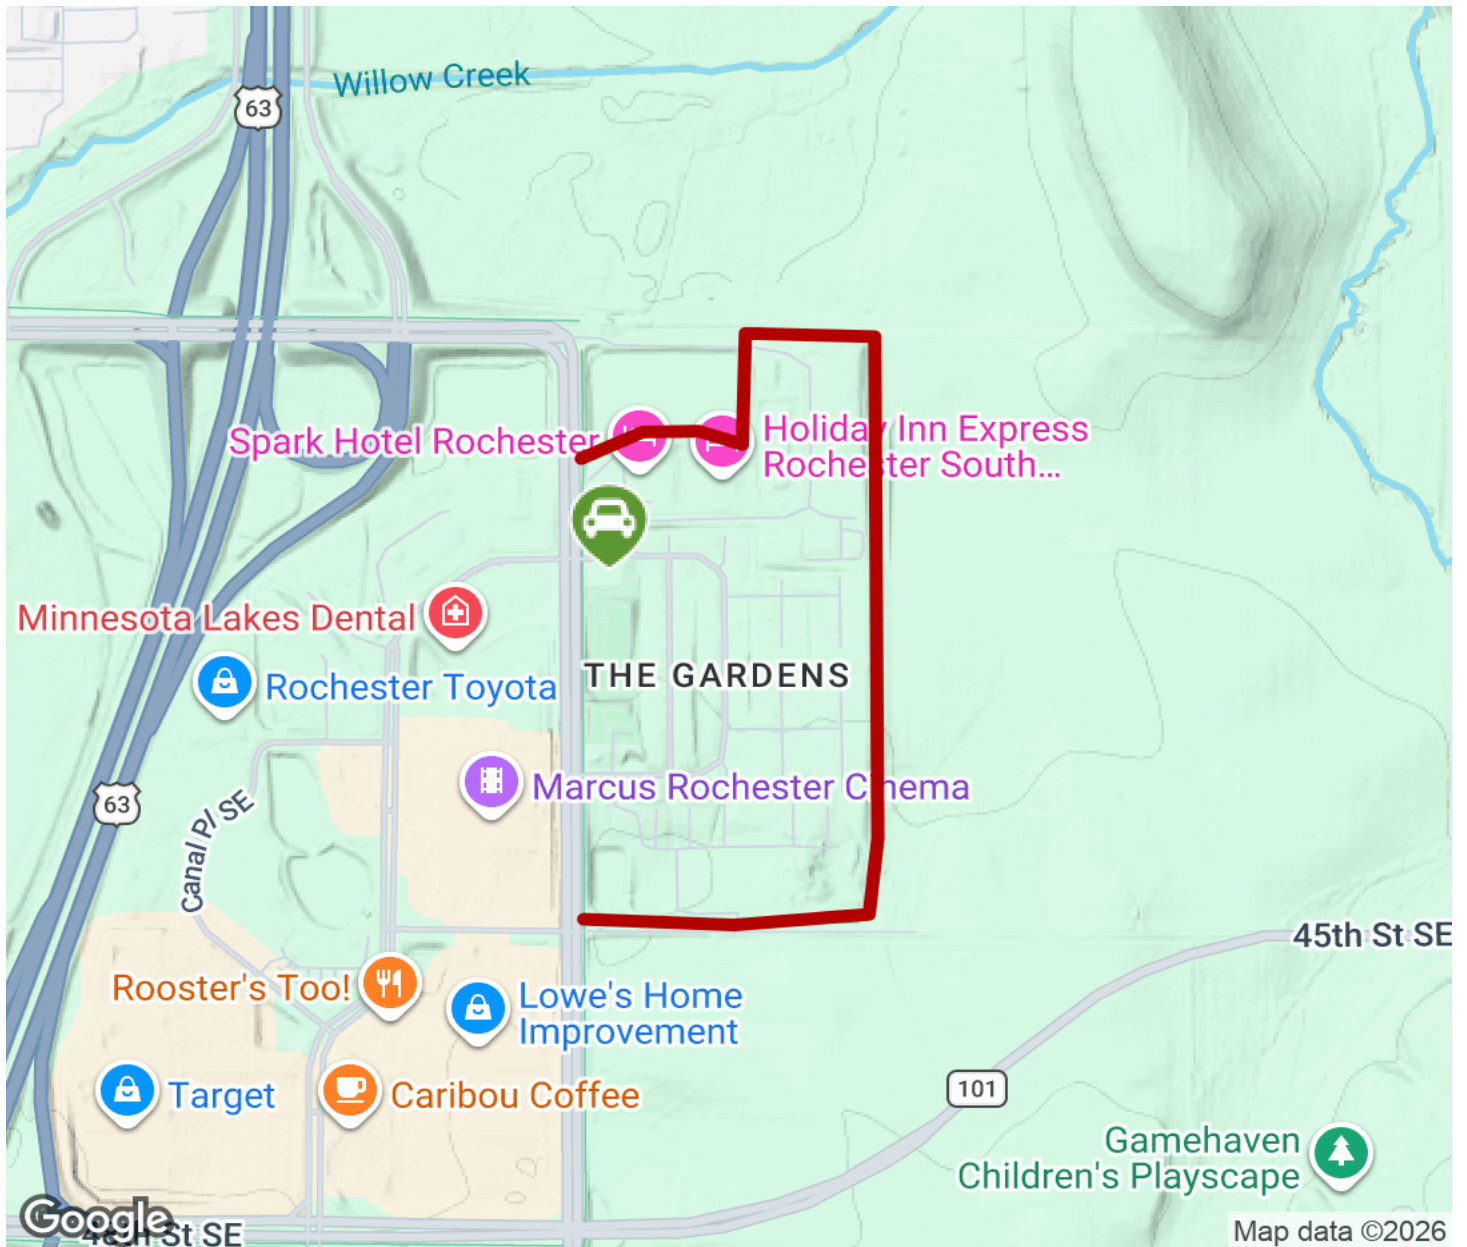 Willow Creek
63
Spark Hotel Rochester
Holiday Inn Express
Rochester South...
Minnesota Lakes Dental
Rochester Toyota
THE GARDENS
Marcus Rochester Cinema
63
Canal Pl SE
45th St SE
Rooster's Too!
Lowe's Home
Improvement
Target
Caribou Coffee
101
Gamehaven
Children's Playscape
Google
48th St SE
Map data ©2026